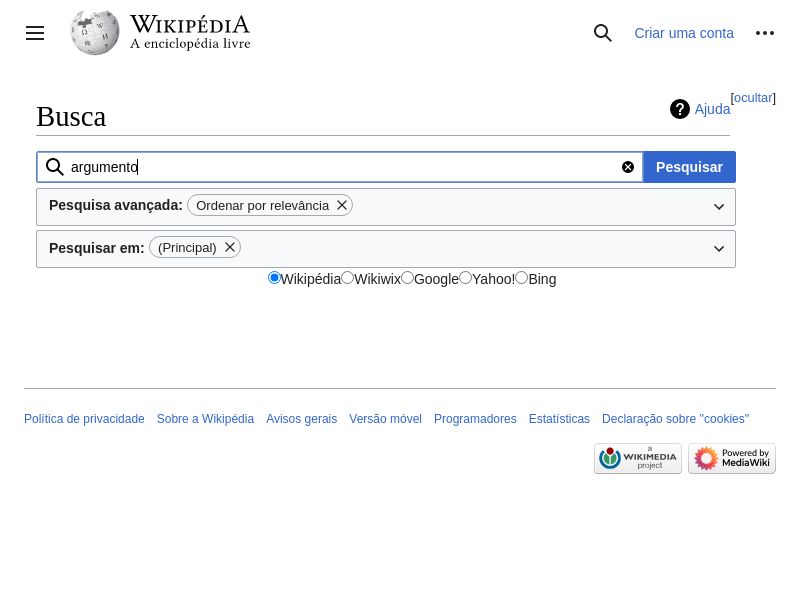 WIKIPÉDIA
A enciclopédia livre
Criar uma conta
[ocultar]
Busca
Ajuda
argumento
Pesquisar
Pesquisa avançada: Ordenar por relevância
Pesquisar em: (Principal)
Wikipédia Wikiwix Google Yahoo! Bing
Política de privacidade Sobre a Wikipédia Avisos gerais Versão móvel Programadores Estatísticas Declaração sobre "cookies"
a
WIKIMEDIA
project
Powered by
MediaWiki